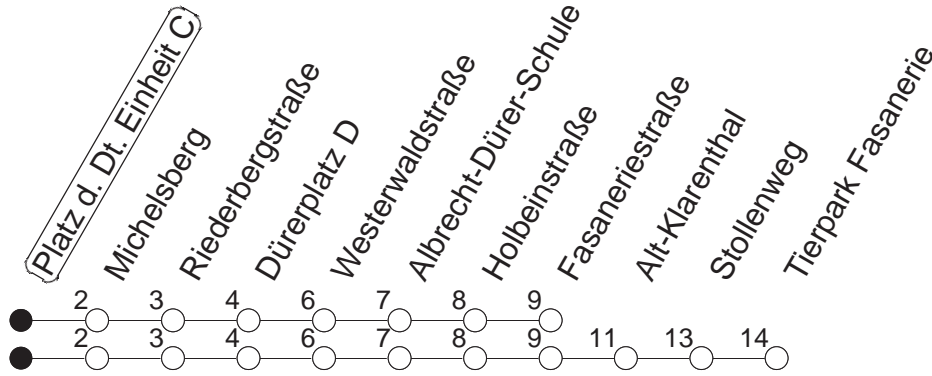 Platz d. Dt. Einheit C
Michelsberg
Riederbergstraße
Dürerplatz D
Westerwaldstraße
Albrecht-Dürer-Schule
Holbeinstraße
Fasaneriestraße
Alt-Klarenthal
Stollenweg
Tierpark Fasanerie
2 3 4 6 7 8 9
2 3 4 6 7 8 9 11 13 14